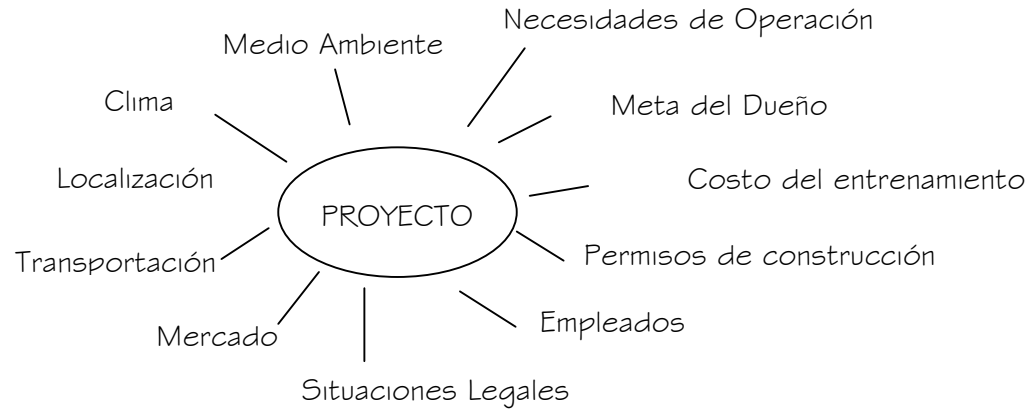 Necesidades de Operación
Medio Ambiente
Clima
Meta del Dueño
Localización
Costo del entrenamiento
PROYECTO
Transportación
Permisos de construcción
Mercado
Empleados
Situaciones Legales